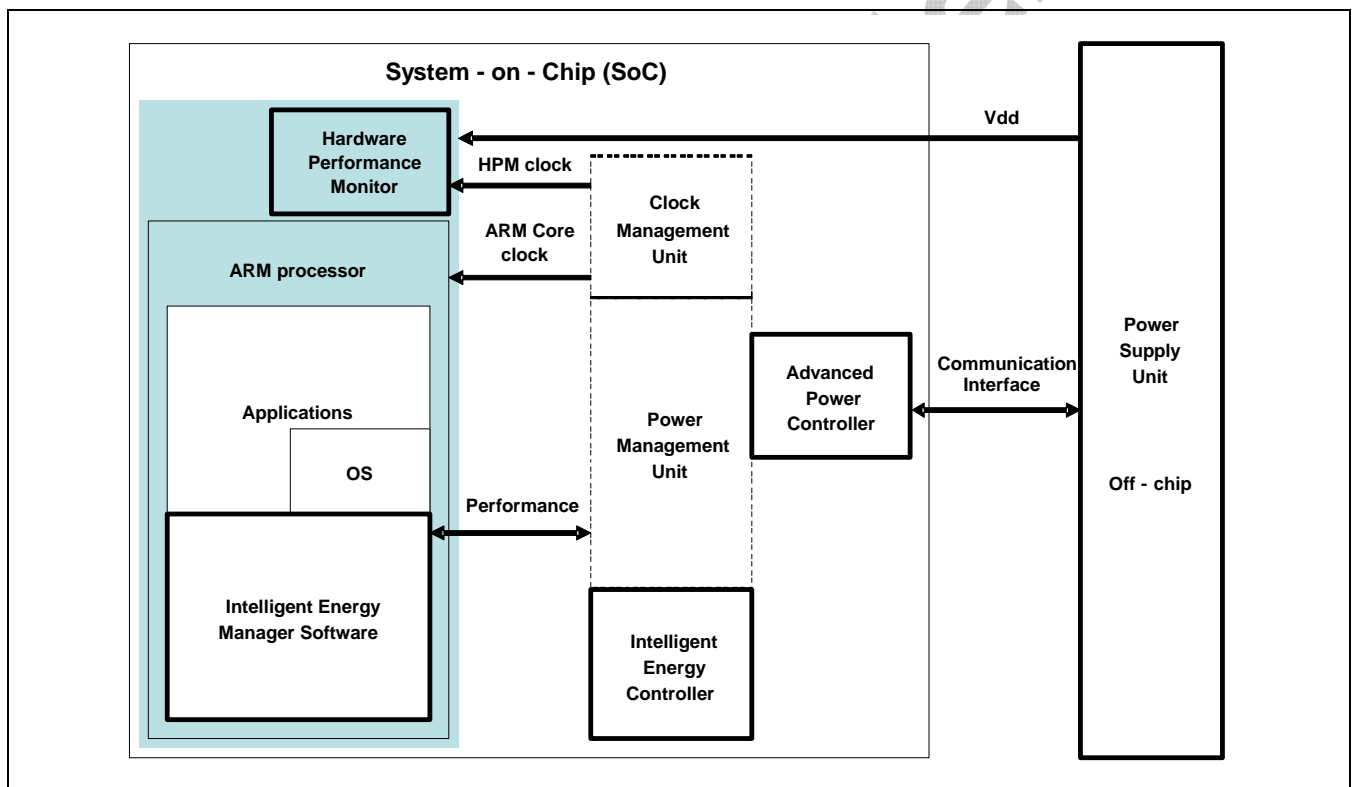 System - on - Chip (SoC)
Vdd
Hardware
Performance
Monitor
HPM clock
Clock
Management
Unit
ARM Core
clock
ARM processor
Power
Supply
Unit
Communication
Interface
Advanced
Power
Controller
Applications
Power
Management
Unit
OS
Off - chip
Performance
Intelligent Energy
Manager Software
Intelligent
Energy
Controller